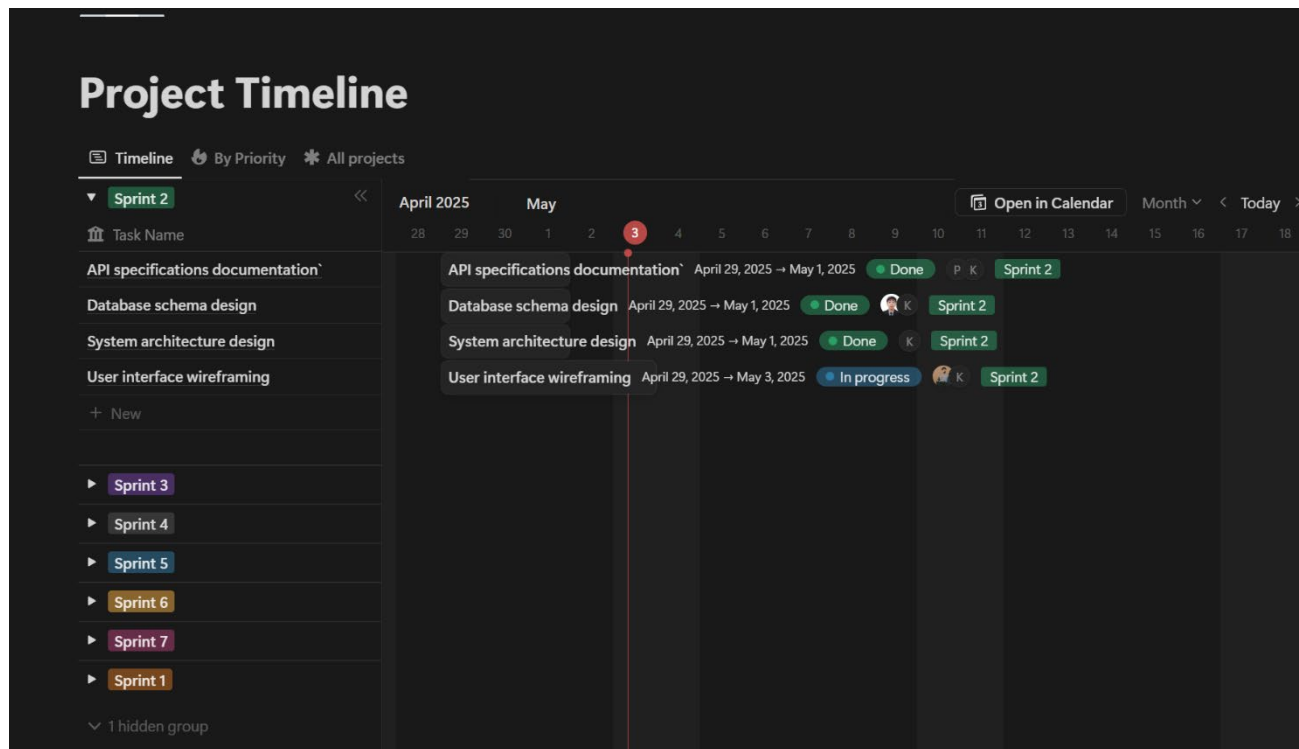 Project Timeline
Timeline By Priority All projects
Sprint 2 April 2025 May Open in Calendar Month Today
Task Name 28 29 30 1 2 3 4 5 6 7 8 9 10 11 12 13 14 15 16 17 18
API specifications documentation` API specifications documentation` April 29, 2025 → May 1, 2025 Done P K Sprint 2
Database schema design Database schema design April 29, 2025 → May 1, 2025 Done K Sprint 2
System architecture design System architecture design April 29, 2025 → May 1, 2025 Done K Sprint 2
User interface wireframing User interface wireframing April 29, 2025 → May 3, 2025 In progress K Sprint 2
+ New
Sprint 3
Sprint 4
Sprint 5
Sprint 6
Sprint 7
Sprint 1
1 hidden group